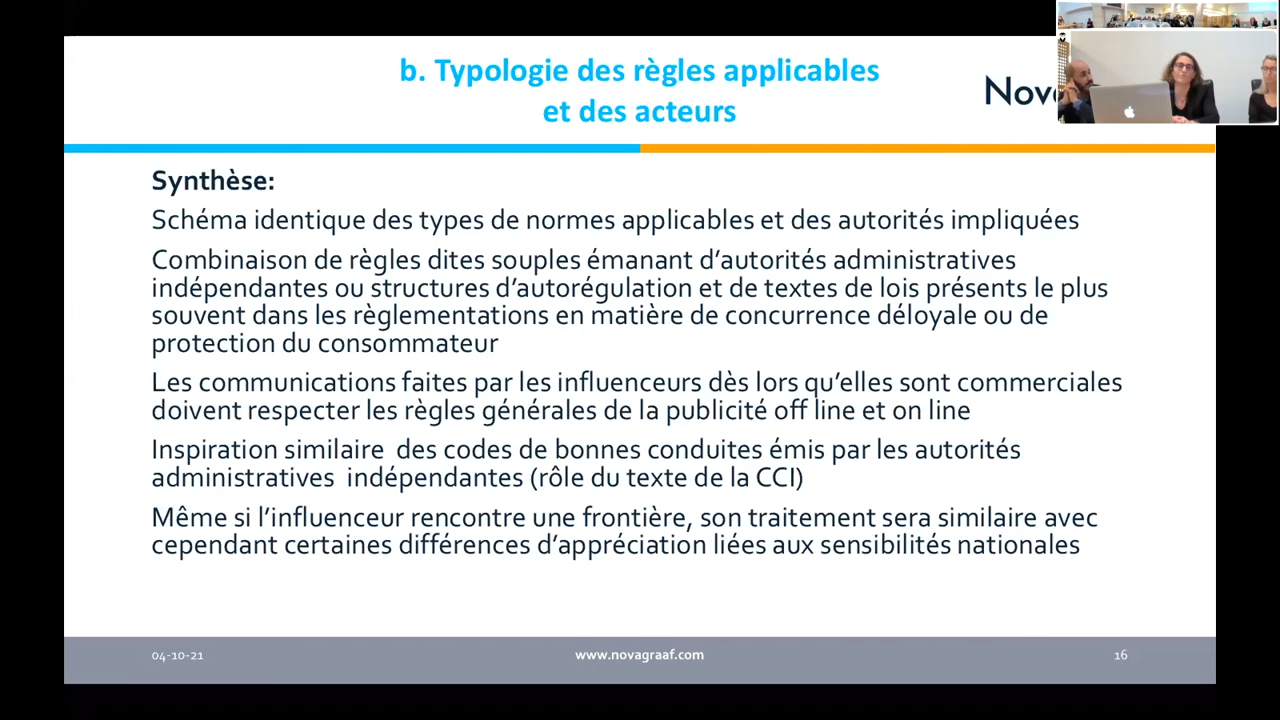 b. Typologie des règles applicables
et des acteurs
Synthèse:
Schéma identique des types de normes applicables et des autorités impliquées
Combinaison de règles dites souples émanant d’autorités administratives
indépendantes ou structures d’autorégulation et de textes de lois présents le plus
souvent dans les règlementations en matière de concurrence déloyale ou de
protection du consommateur
Les communications faites par les influenceurs dès lors qu’elles sont commerciales
doivent respecter les règles générales de la publicité off line et on line
Inspiration similaire  des codes de bonnes conduites émis par les autorités
administratives  indépendantes (rôle du texte de la CCI)
Même si l’influenceur rencontre une frontière, son traitement sera similaire avec
cependant certaines différences d’appréciation liées aux sensibilités nationales
04-10-21
www.novagraaf.com
16